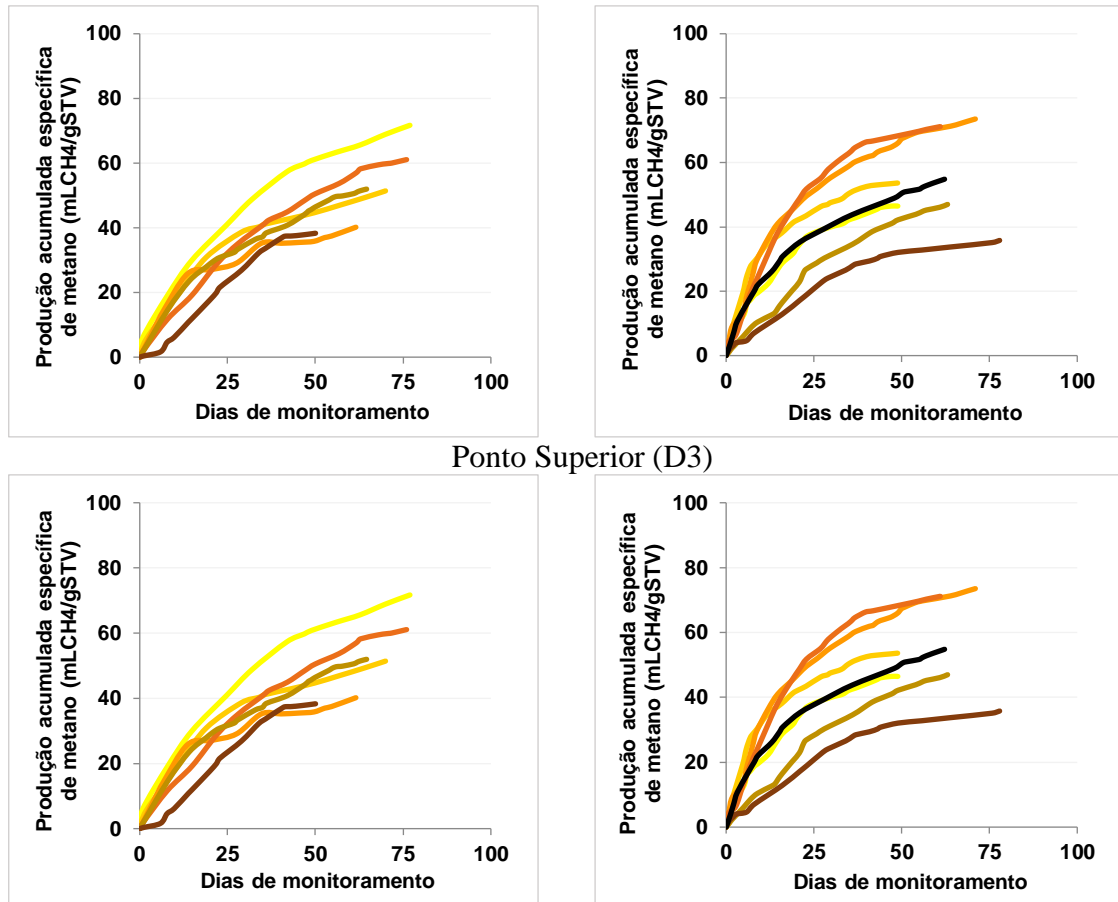 Produção acumulada específica
de metano (mLCH4/gSTV)
100
80
60
40
20
0
0 25 50 75 100
Dias de monitoramento
Produção acumulada específica
de metano (mLCH4/gSTV)
100
80
60
40
20
0
0 25 50 75 100
Dias de monitoramento
Ponto Superior (D3)
Produção acumulada específica
de metano (mLCH4/gSTV)
100
80
60
40
20
0
0 25 50 75 100
Dias de monitoramento
Produção acumulada específica
de metano (mLCH4/gSTV)
100
80
60
40
20
0
0 25 50 75 100
Dias de monitoramento